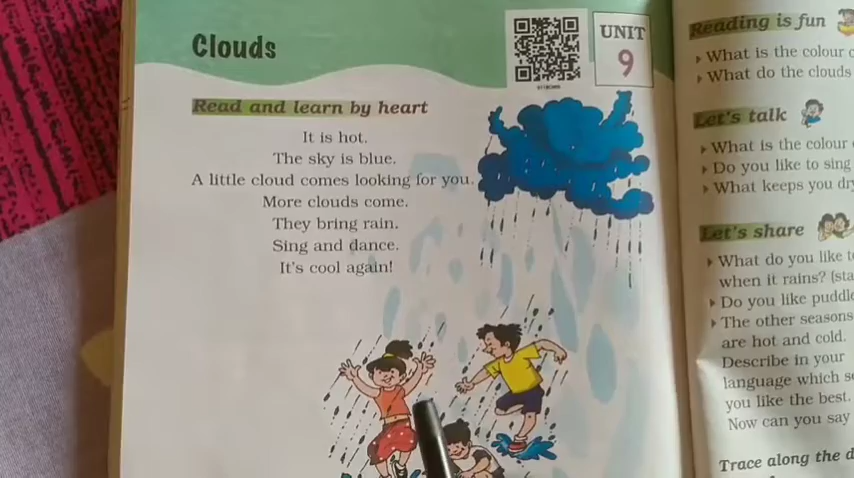 Clouds
UNIT
9
Read and learn by heart
It is hot.
The sky is blue.
A little cloud comes looking for you.
More clouds come.
They bring rain.
Sing and dance.
It's cool again!
Reading is fun
What is the colour
What do the clouds
Let's talk
What is the colour
Do you like to sing
What keeps you dry
Let's share
What do you like
when it rains? (sta
Do you like puddle
The other seasons
are hot and cold.
Describe in your
language which
you like the best.
Now can you say
Trace along the